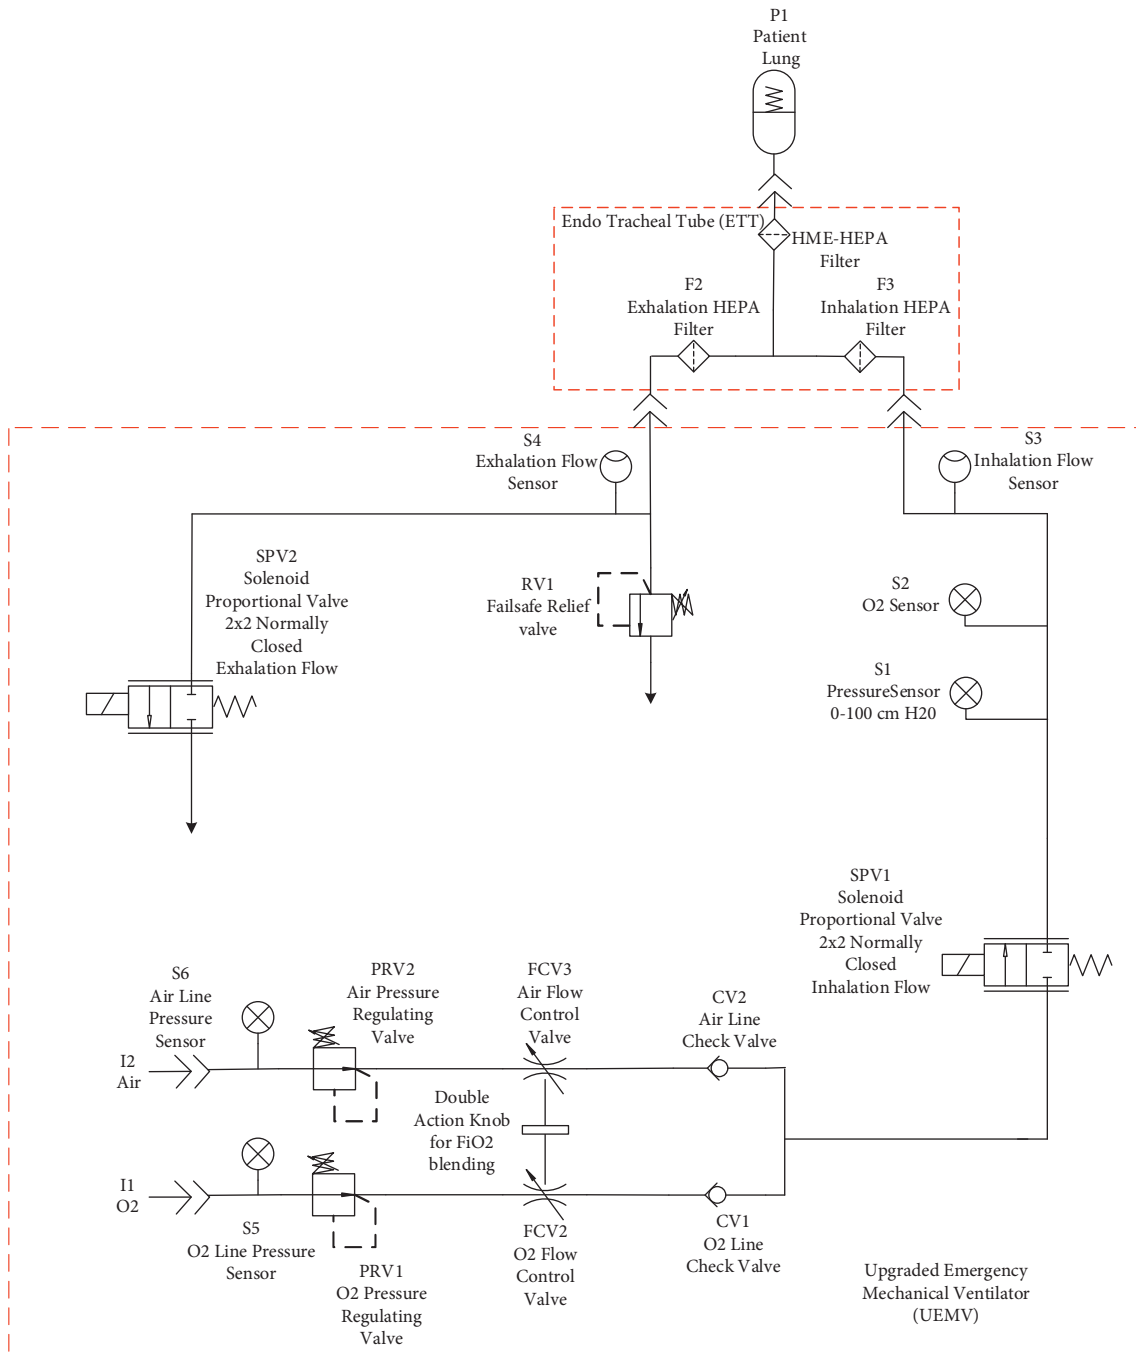 P1
Patient
Lung
Endo Tracheal Tube (ETT)
HME-HEPA
Filter
F2
Exhalation HEPA
Filter
F3
Inhalation HEPA
Filter
S4
Exhalation Flow
Sensor
S3
Inhalation Flow
Sensor
SPV2
Solenoid
Proportional Valve
2x2 Normally
Closed
Exhalation Flow
RV1
Failsafe Relief
valve
S2
O2 Sensor
S1
PressureSensor
0-100 cm H20
SPV1
Solenoid
Proportional Valve
2x2 Normally
Closed
Inhalation Flow
S6
Air Line
Pressure
Sensor
PRV2
Air Pressure
Regulating
Valve
FCV3
Air Flow
Control
Valve
CV2
Air Line
Check Valve
I2
Air
Double
Action Knob
for FiO2
blending
I1
O2
S5
O2 Line Pressure
Sensor
PRV1
O2 Pressure
Regulating
Valve
FCV2
O2 Flow
Control
Valve
CV1
O2 Line
Check Valve
Upgraded Emergency
Mechanical Ventilator
(UEMV)